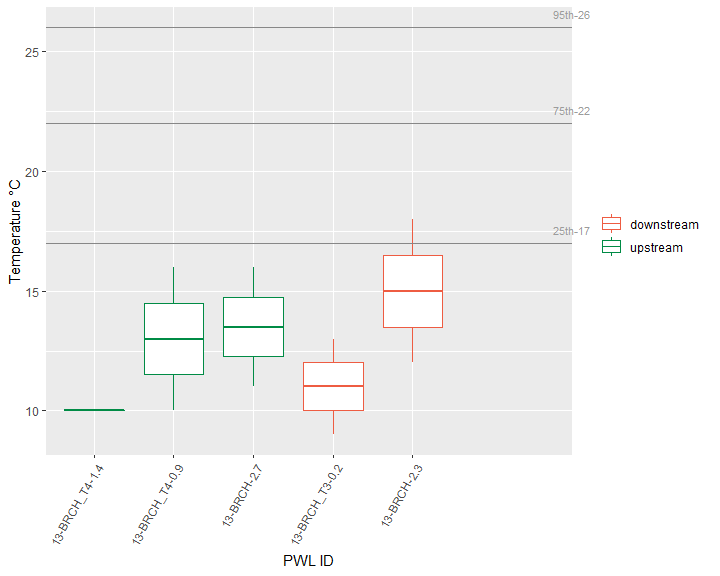 95th-26
75th-22
25th-17
25
20
15
10
Temperature °C
13-BRCH_T4-1.4
13-BRCH_T4-0.9
13-BRCH-2.7
13-BRCH_T3-0.2
13-BRCH-2.3
PWL ID
downstream
upstream